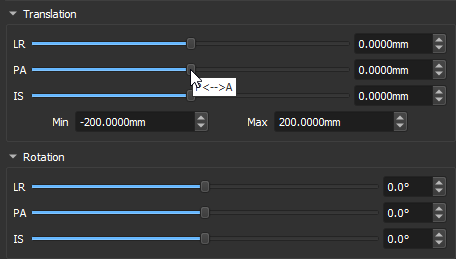 Translation
LR 0.0000mm
PA 0.0000mm
P<-->A
IS 0.0000mm
Min -200.0000mm Max 200.0000mm
Rotation
LR 0.0°
PA 0.0°
IS 0.0°